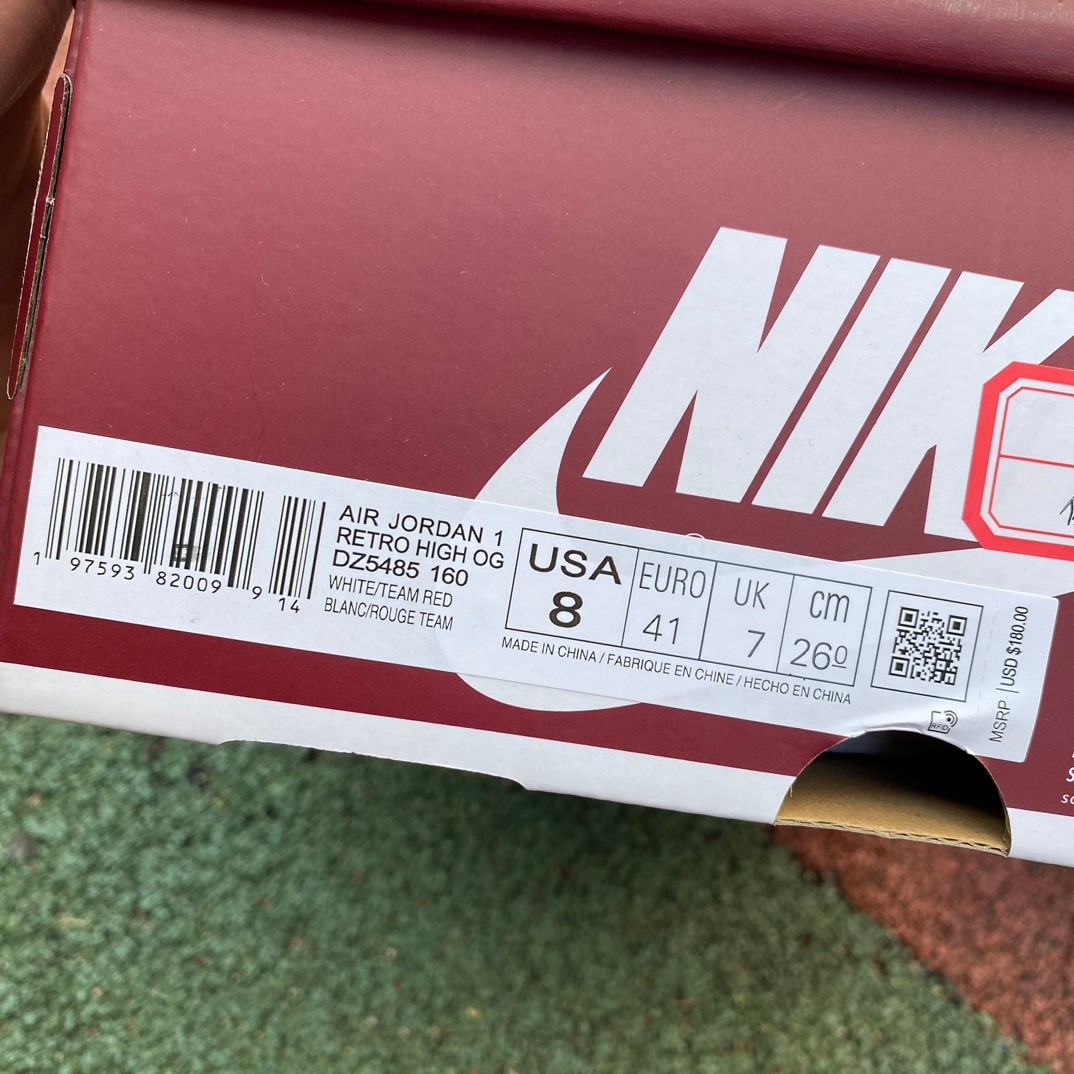 NIK
1 97593 82009 9 14
AIR JORDAN 1
RETRO HIGH OG
DZ5485 160
WHITE/TEAM RED
BLANC/ROUGE TEAM
USA
8
EURO
41
UK
7
cm
260
MADE IN CHINA / FABRIQUE EN CHINE / HECHO EN CHINA
RFID
MSRP | USD $180.00